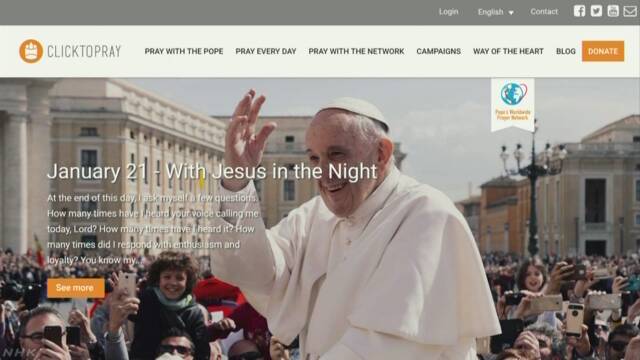 Login English Contact
CLICKTOPRAY PRAY WITH THE POPE PRAY EVERY DAY PRAY WITH THE NETWORK CAMPAIGNS WAY OF THE HEART BLOG DONATE
Pope's Worldwide
Prayer Network
January 21 - With Jesus in the Night
At the end of this day, I ask myself a few questions.
How many times have I heard your voice calling me
today, Lord? How many times have I heard it? How
many times did I respond with enthusiasm and
loyalty? You know my...
See more
NHK